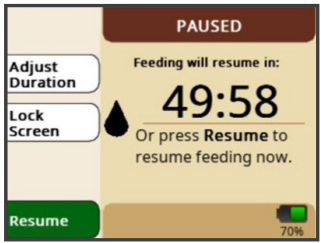 PAUSED
Adjust
Duration
Lock
Screen
Feeding will resume in:
49:58
Or press Resume to
resume feeding now.
Resume
70%